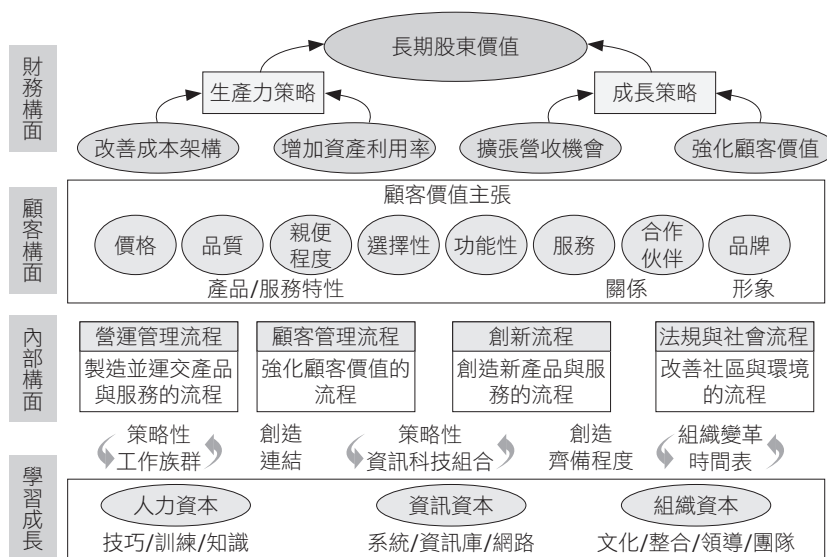 財務構面
長期股東價值
生產力策略
成長策略
改善成本架構
增加資產利用率
擴張營收機會
強化顧客價值
顧客構面
顧客價值主張
價格
品質
親便
程度
選擇性
功能性
服務
合作
伙伴
品牌
產品/服務特性
關係
形象
內部構面
營運管理流程
製造並運交產品
與服務的流程
顧客管理流程
強化顧客價值的
流程
創新流程
創造新產品與服
務的流程
法規與社會流程
改善社區與環境
的流程
策略性
工作族群
創造
連結
策略性
資訊科技組合
創造
齊備程度
組織變革
時間表
學習成長
人力資本
資訊資本
組織資本
技巧/訓練/知識
系統/資訊庫/網路
文化/整合/領導/團隊